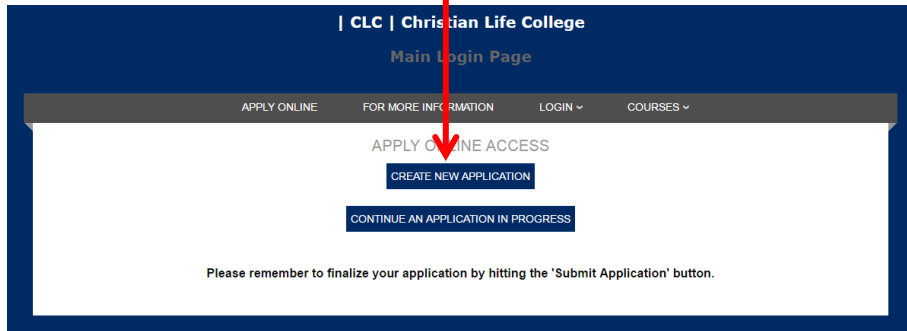 | CLC | Christian Life College
Main Login Page
APPLY ONLINE FOR MORE INFORMATION LOGIN COURSES
APPLY ONLINE ACCESS
CREATE NEW APPLICATION
CONTINUE AN APPLICATION IN PROGRESS
Please remember to finalize your application by hitting the 'Submit Application' button.